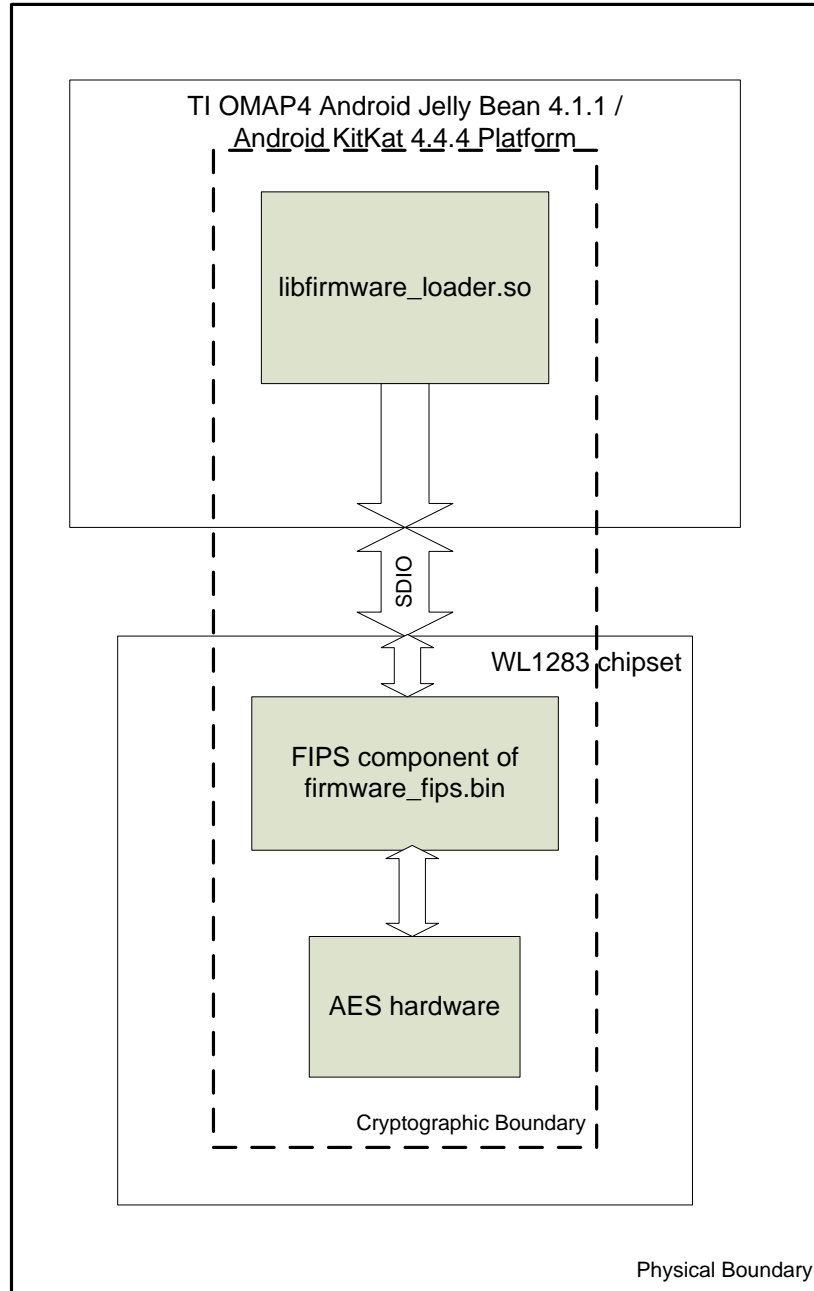 TI OMAP4 Android Jelly Bean 4.1.1 /
Android KitKat 4.4.4 Platform
libfirmware_loader.so
SDIO
WL1283 chipset
FIPS component of
firmware_fips.bin
AES hardware
Cryptographic Boundary
Physical Boundary